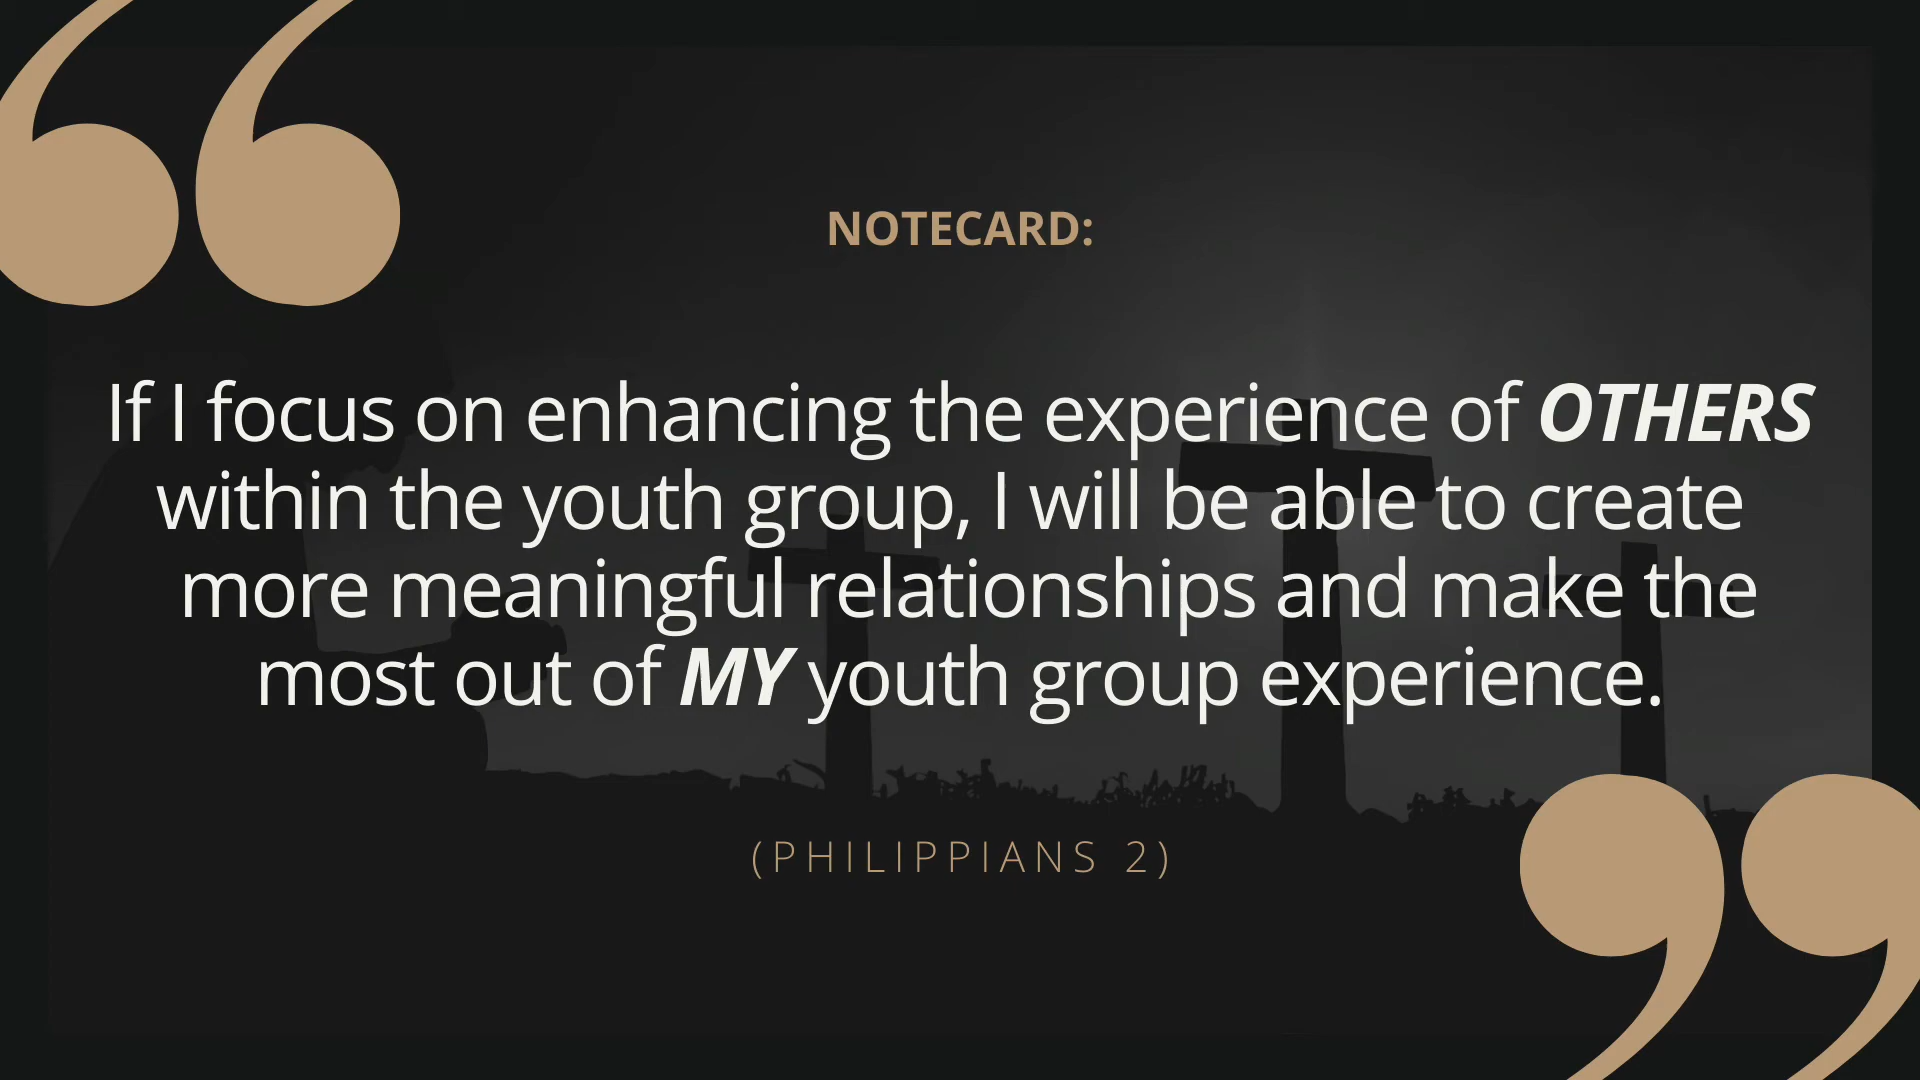 NOTECARD:
If I focus on enhancing the experience of OTHERS
within the youth group, I will be able to create
more meaningful relationships and make the
most out of MY youth group experience.
(PHILIPPIANS 2)